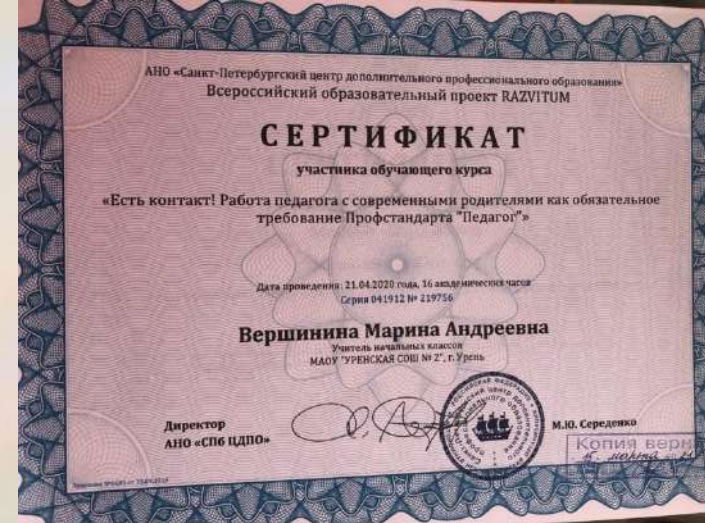 АНО «Санкт-Петербургский центр дополнительного профессионального образования»
Всероссийский образовательный проект RAZVITUM
СЕРТИФИКАТ
участника обучающего курса
«Есть контакт! Работа педагога с современными родителями как обязательное
требование Профстандарта "Педагог"»
Дата проведения: 21.04.2020 года, 16 академических часов
Серия 041912 № 219756
Вершинина Марина Андреевна
Учитель начальных классов
МАОУ "УРЕНСКАЯ СОШ № 2", г. Урень
Директор
АНО «СПб ЦДПО»
М.Ю. Середенко
Копия верна
марта